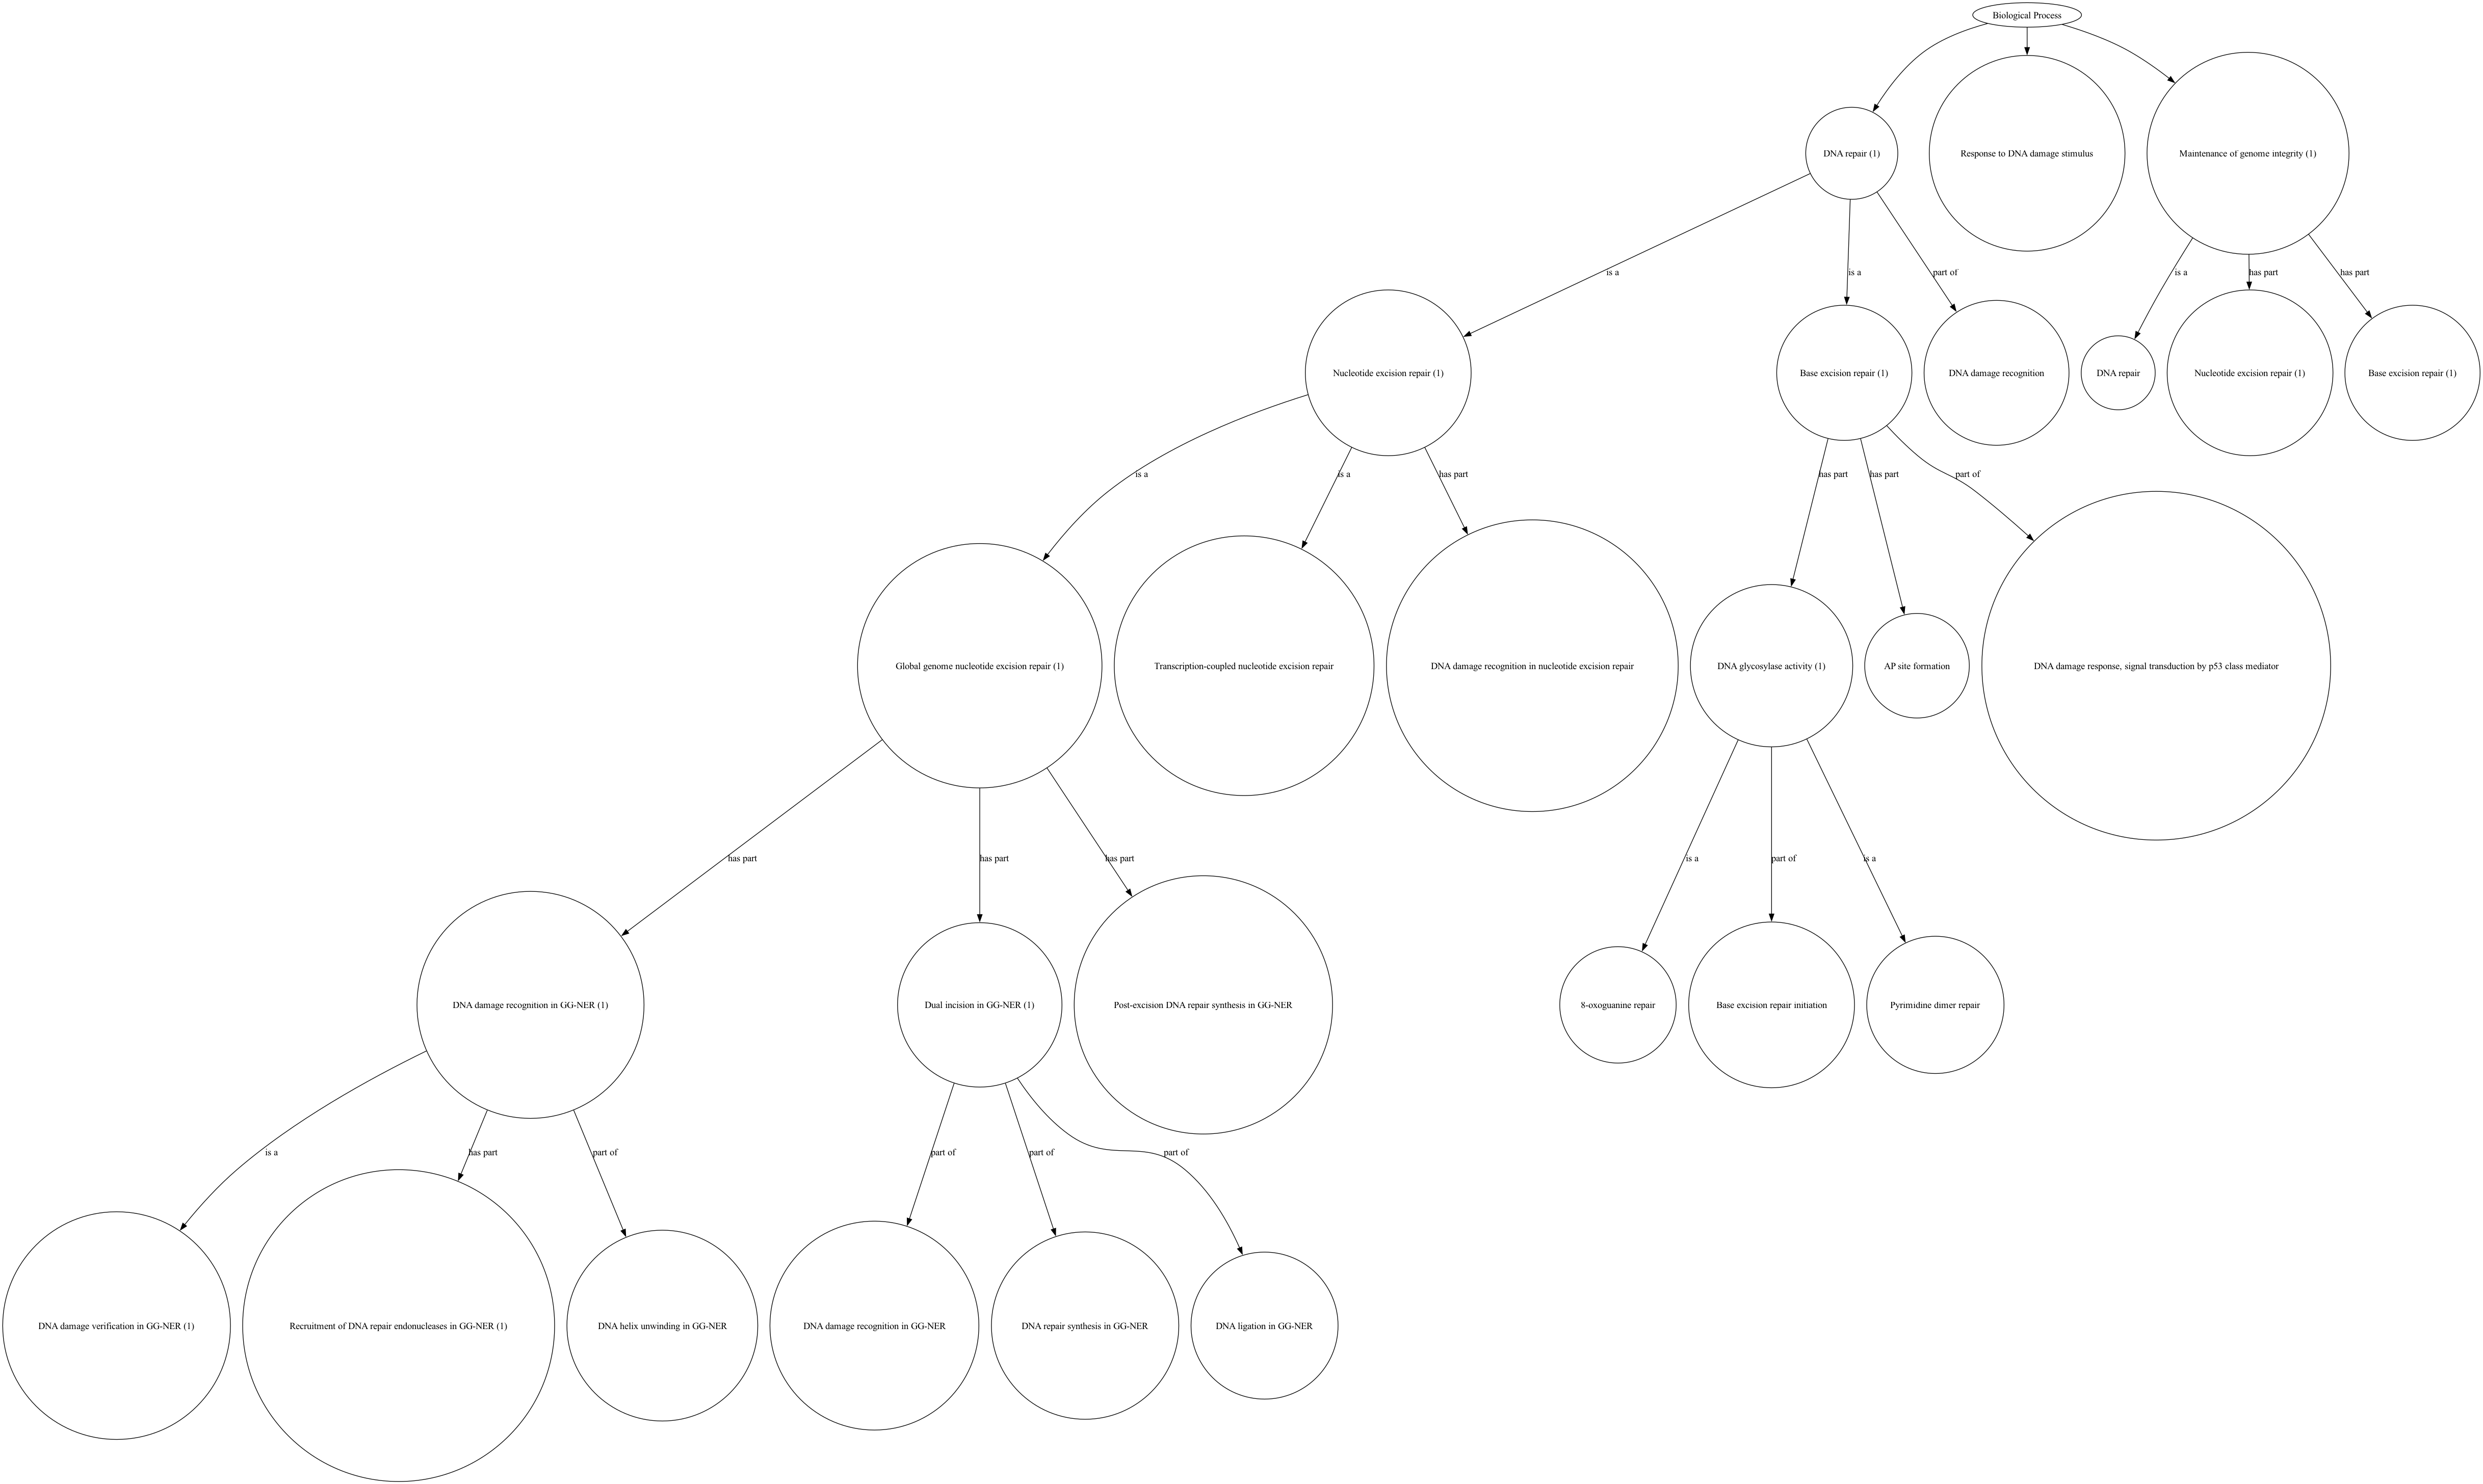 Biological Process
DNA repair (1)
Response to DNA damage stimulus
Maintenance of genome integrity (1)
is a
is a
part of
is a
has part
has part
Nucleotide excision repair (1)
Base excision repair (1)
DNA damage recognition
DNA repair
Nucleotide excision repair (1)
Base excision repair (1)
is a
is a
has part
has part
has part
part of
Global genome nucleotide excision repair (1)
Transcription-coupled nucleotide excision repair
DNA damage recognition in nucleotide excision repair
DNA glycosylase activity (1)
AP site formation
DNA damage response, signal transduction by p53 class mediator
has part
has part
has part
is a
part of
is a
DNA damage recognition in GG-NER (1)
Dual incision in GG-NER (1)
Post-excision DNA repair synthesis in GG-NER
8-oxoguanine repair
Base excision repair initiation
Pyrimidine dimer repair
is a
has part
part of
part of
part of
part of
DNA damage verification in GG-NER (1)
Recruitment of DNA repair endonucleases in GG-NER (1)
DNA helix unwinding in GG-NER
DNA damage recognition in GG-NER
DNA repair synthesis in GG-NER
DNA ligation in GG-NER